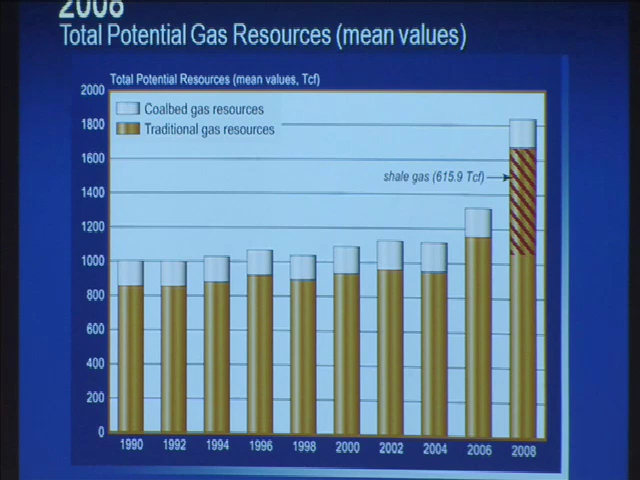 2008
Total Potential Gas Resources (mean values)
Total Potential Resources (mean values, Tcf)
2000
Coalbed gas resources
1800
Traditional gas resources
1600
shale gas (615.9 Tcf)
1400
1200
1000
800
600
400
200
0
1990 1992 1994 1996 1998 2000 2002 2004 2006 2008